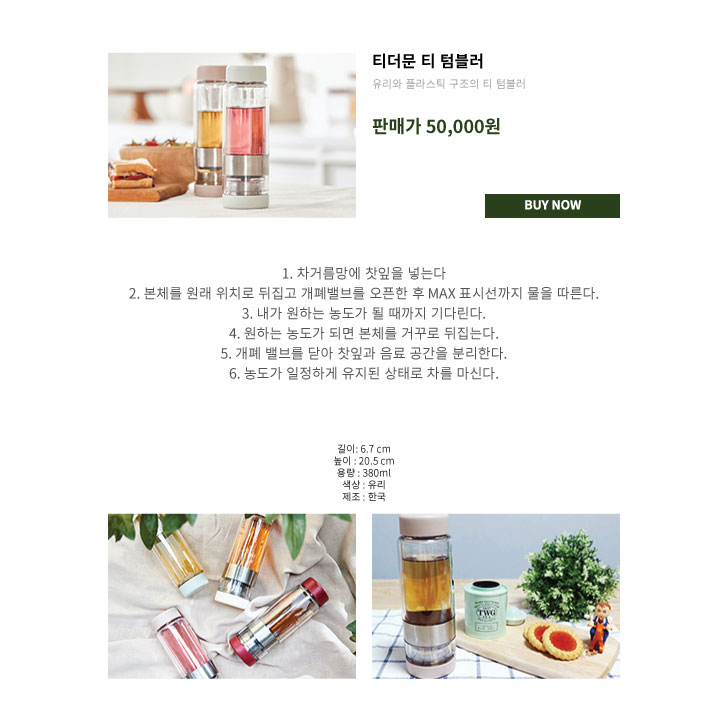 티더문 티 텀블러
유리와 플라스틱 구조의 티 텀블러
판매가 50,000원
BUY NOW
1. 차거름망에 찻잎을 넣는다
2. 본체를 원래 위치로 뒤집고 개폐밸브를 오픈한 후 MAX 표시선까지 물을 따른다.
3. 내가 원하는 농도가 될 때까지 기다린다.
4. 원하는 농도가 되면 본체를 거꾸로 뒤집는다.
5. 개폐 밸브를 닫아 찻잎과 음료 공간을 분리한다.
6. 농도가 일정하게 유지된 상태로 차를 마신다.
길이: 6.7 cm
높이 : 20.5 cm
용량 : 380ml
색상 : 유리
제조 : 한국
TWG